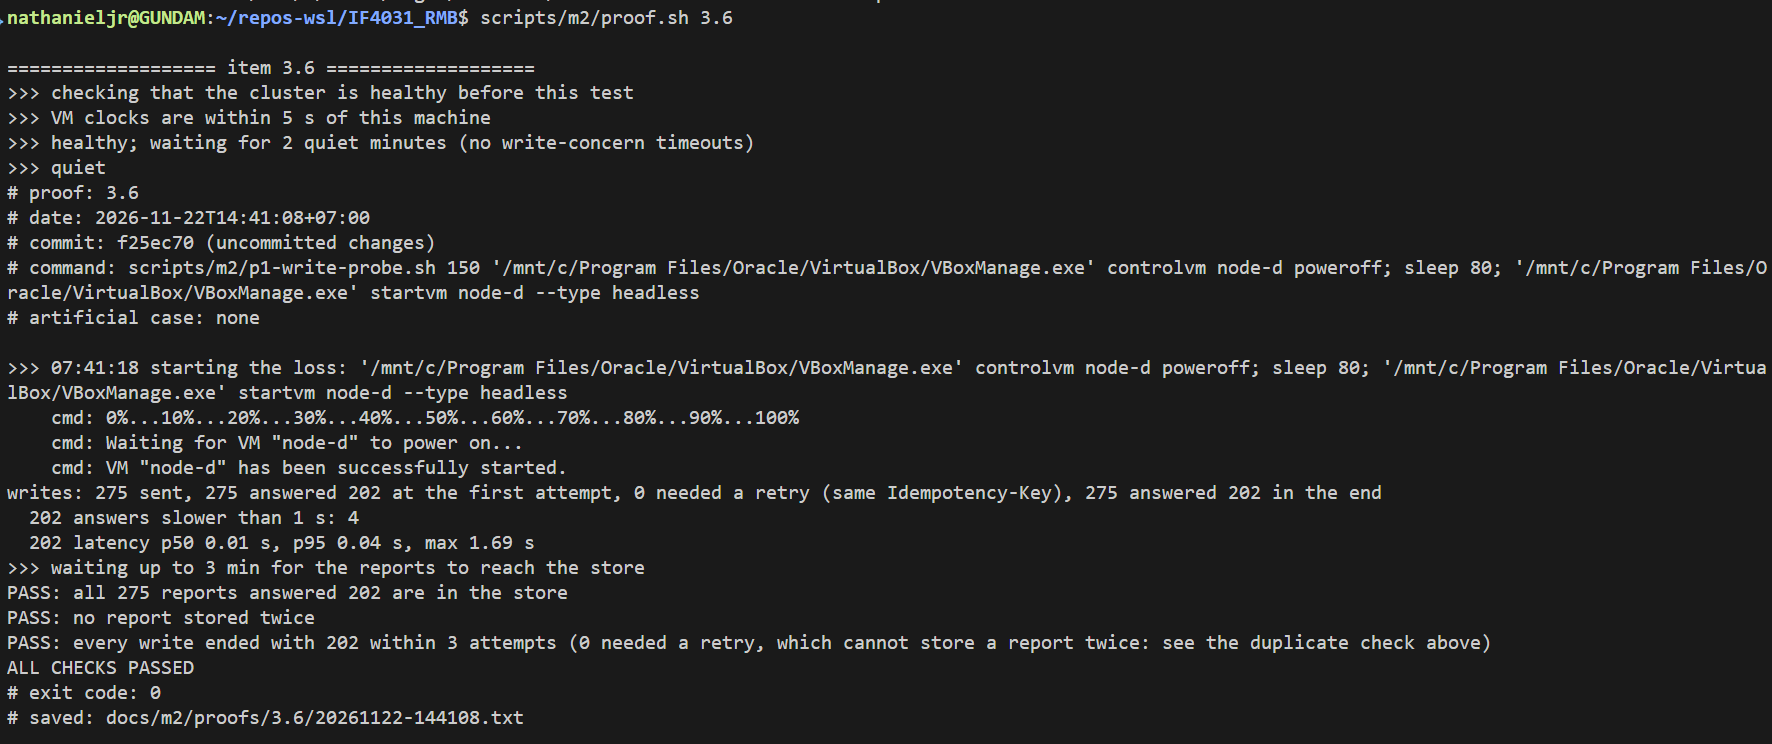 nathanieljr@GUNDAM:~/repos-wsl/IF4031_RMB$ scripts/m2/proof.sh 3.6
=================== item 3.6 ===================
>>> checking that the cluster is healthy before this test
>>> VM clocks are within 5 s of this machine
>>> healthy; waiting for 2 quiet minutes (no write-concern timeouts)
>>> quiet
# proof: 3.6
# date: 2026-11-22T14:41:08+07:00
# commit: f25ec70 (uncommitted changes)
# command: scripts/m2/p1-write-probe.sh 150 '/mnt/c/Program Files/Oracle/VirtualBox/VBoxManage.exe' controlvm node-d poweroff; sleep 80; '/mnt/c/Program Files/O
racle/VirtualBox/VBoxManage.exe' startvm node-d --type headless
# artificial case: none
>>> 07:41:18 starting the loss: '/mnt/c/Program Files/Oracle/VirtualBox/VBoxManage.exe' controlvm node-d poweroff; sleep 80; '/mnt/c/Program Files/Oracle/Virtua
lBox/VBoxManage.exe' startvm node-d --type headless
    cmd: 0%...10%...20%...30%...40%...50%...60%...70%...80%...90%...100%
    cmd: Waiting for VM "node-d" to power on...
    cmd: VM "node-d" has been successfully started.
writes: 275 sent, 275 answered 202 at the first attempt, 0 needed a retry (same Idempotency-Key), 275 answered 202 in the end
  202 answers slower than 1 s: 4
  202 latency p50 0.01 s, p95 0.04 s, max 1.69 s
>>> waiting up to 3 min for the reports to reach the store
PASS: all 275 reports answered 202 are in the store
PASS: no report stored twice
PASS: every write ended with 202 within 3 attempts (0 needed a retry, which cannot store a report twice: see the duplicate check above)
ALL CHECKS PASSED
# exit code: 0
# saved: docs/m2/proofs/3.6/20261122-144108.txt